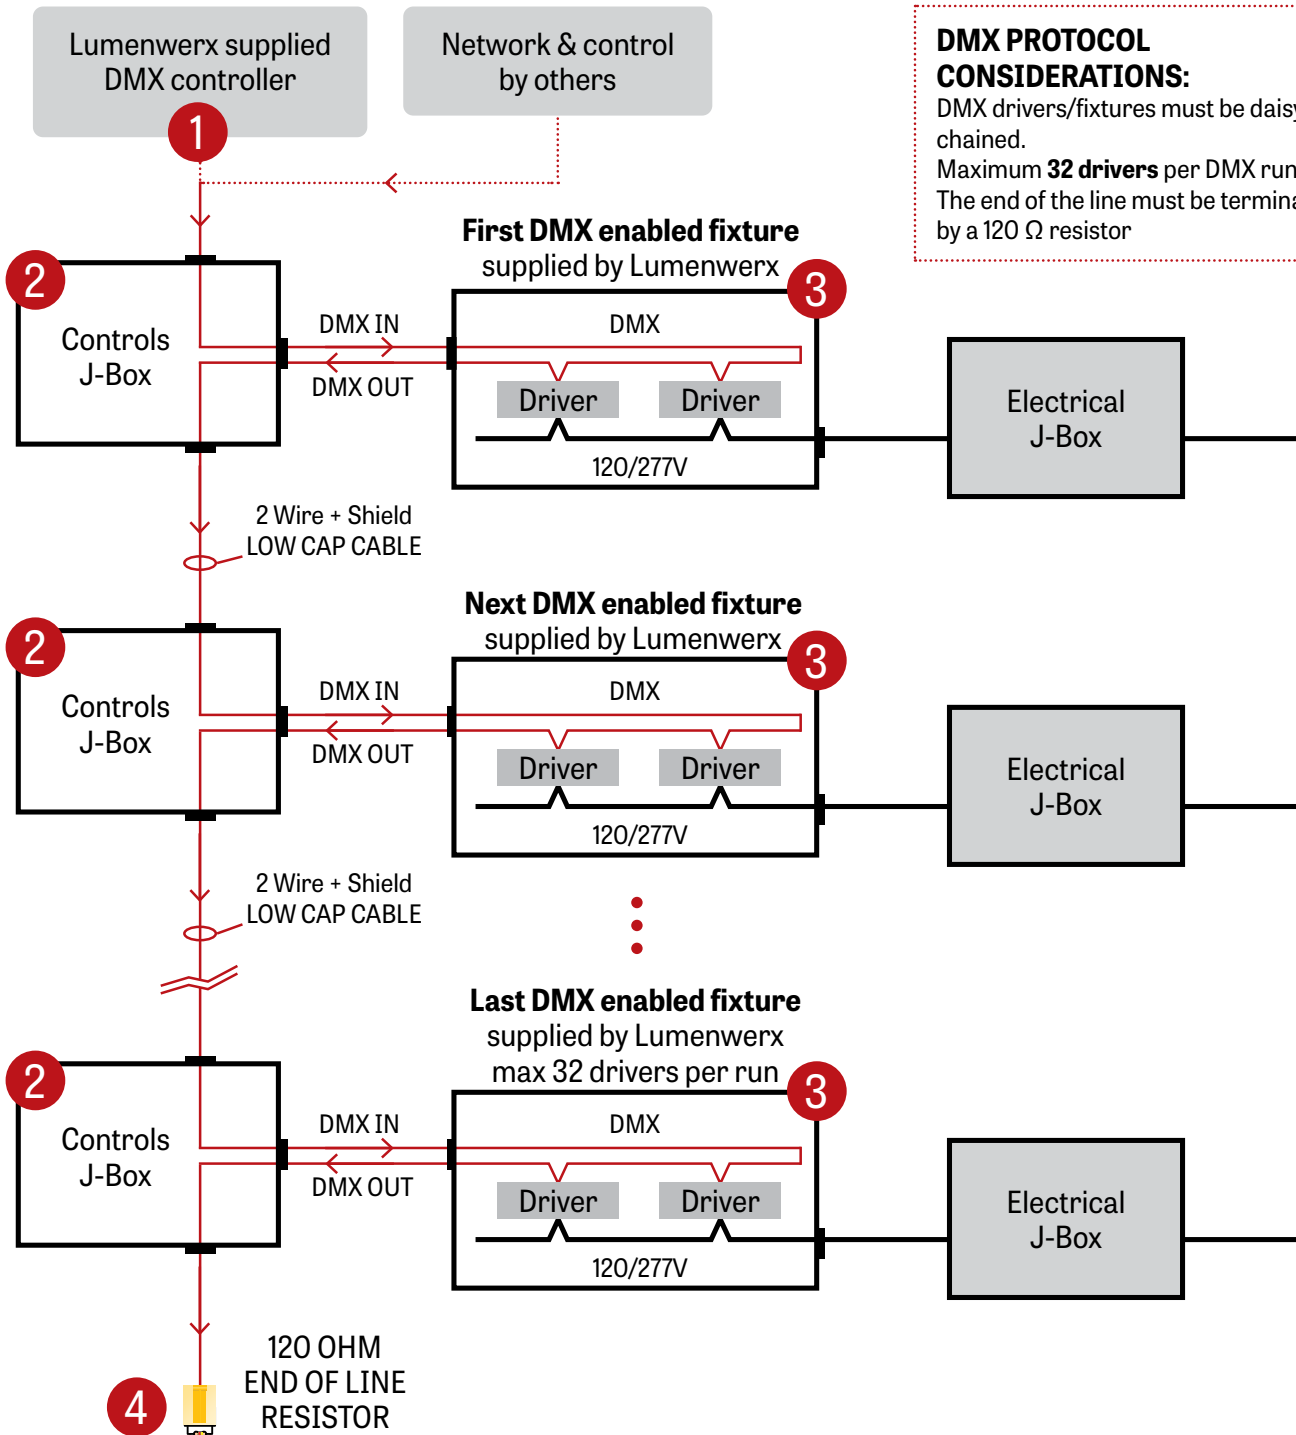 Lumenwerx supplied
DMX controller
1
Network & control
by others
DMX PROTOCOL
CONSIDERATIONS:
DMX drivers/fixtures must be daisy
chained.
Maximum 32 drivers per DMX run
The end of the line must be termina
by a 120 Ω resistor
First DMX enabled fixture
supplied by Lumenwerx
2
Controls
J-Box
DMX IN
DMX OUT
3
DMX
Driver
Driver
120/277V
Electrical
J-Box
2 Wire + Shield
LOW CAP CABLE
Next DMX enabled fixture
supplied by Lumenwerx
2
Controls
J-Box
DMX IN
DMX OUT
3
DMX
Driver
Driver
120/277V
Electrical
J-Box
2 Wire + Shield
LOW CAP CABLE
Last DMX enabled fixture
supplied by Lumenwerx
max 32 drivers per run
2
Controls
J-Box
DMX IN
DMX OUT
3
DMX
Driver
Driver
120/277V
Electrical
J-Box
4
120 OHM
END OF LINE
RESISTOR